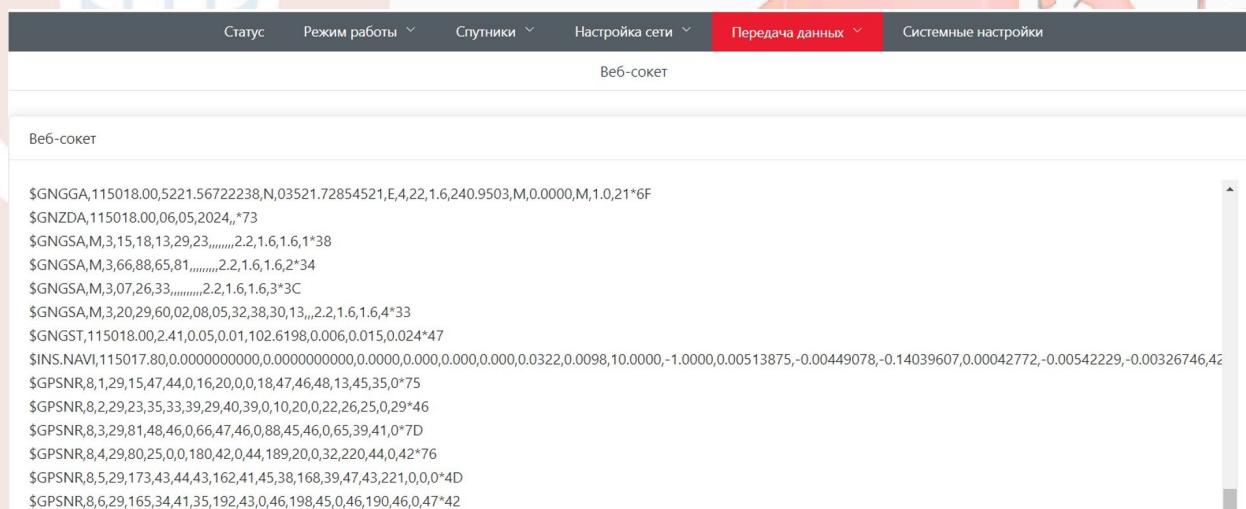 Статус Режим работы Спутники Настройка сети Передача данных Системные настройки
Веб-сокет
Веб-сокет
$GNGGA,115018.00,5221.56722238,N,03521.72854521,E,4,22,1.6,240.9503,M,0.0000,M,1.0,21*6F
$GNZDA,115018.00,06,05,2024,,*73
$GNGSA,M,3,15,18,13,29,23,,,,,,,,2.2,1.6,1.6,1*38
$GNGSA,M,3,66,88,65,81,,,,,,,,,2.2,1.6,1.6,2*34
$GNGSA,M,3,07,26,33,,,,,,,,,,2.2,1.6,1.6,3*3C
$GNGSA,M,3,20,29,60,02,08,05,32,38,30,13,,,2.2,1.6,1.6,4*33
$GNGST,115018.00,2.41,0.05,0.01,102.6198,0.006,0.015,0.024*47
$INS.NAVI,115017.80,0.0000000000,0.0000000000,0.0000,0.000,0.000,0.000,0.0322,0.0098,10.0000,-1.0000,0.00513875,-0.00449078,-0.14039607,0.00042772,-0.00542229,-0.00326746,42
$GPSNR,8,1,29,15,47,44,0,16,20,0,0,18,47,46,48,13,45,35,0*75
$GPSNR,8,2,29,23,35,33,39,29,40,39,0,10,20,0,22,26,25,0,29*46
$GPSNR,8,3,29,81,48,46,0,66,47,46,0,88,45,46,0,65,39,41,0*7D
$GPSNR,8,4,29,80,25,0,0,180,42,0,44,189,20,0,32,220,44,0,42*76
$GPSNR,8,5,29,173,43,44,43,162,41,45,38,168,39,47,43,221,0,0,0*4D
$GPSNR,8,6,29,165,34,41,35,192,43,0,46,198,45,0,46,190,46,0,47*42